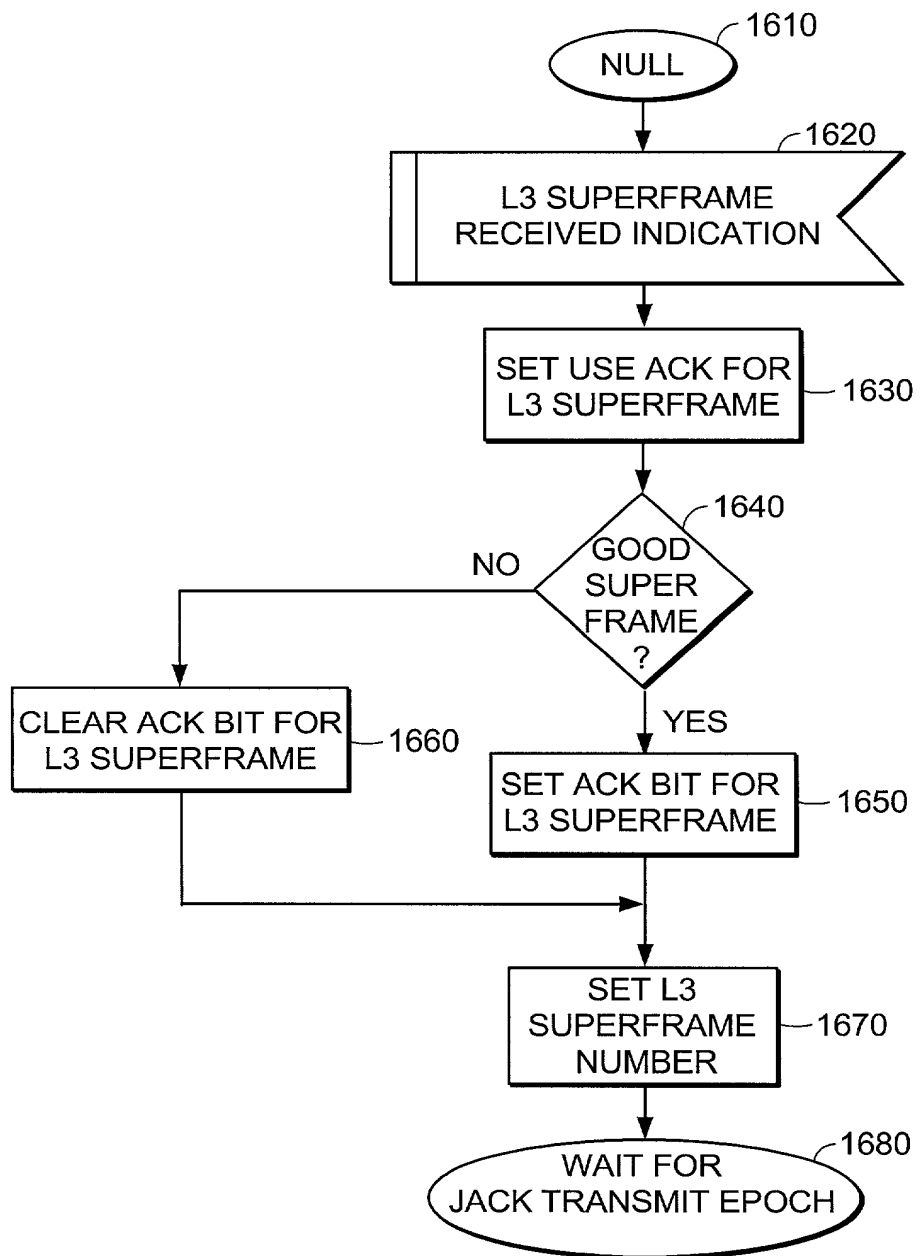 1610
NULL
1620
L3 SUPERFRAME
RECEIVED INDICATION
SET USE ACK FOR
L3 SUPERFRAME
1630
1640
GOOD
SUPER
FRAME
?
NO
YES
CLEAR ACK BIT FOR
L3 SUPERFRAME
1660
SET ACK BIT FOR
L3 SUPERFRAME
1650
SET L3
SUPERFRAME
NUMBER
1670
1680
WAIT FOR
JACK TRANSMIT EPOCH